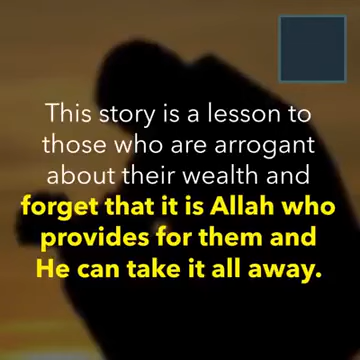 This story is a lesson to
those who are arrogant
about their wealth and
forget that it is Allah who
provides for them and
He can take it all away.